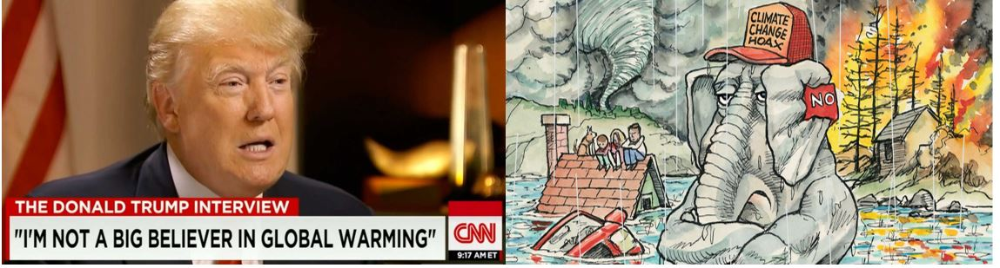 THE DONALD TRUMP INTERVIEW
"I'M NOT A BIG BELIEVER IN GLOBAL WARMING"
CNN
9:17 AM ET
CLIMATE
CHANGE
HOAX
NO